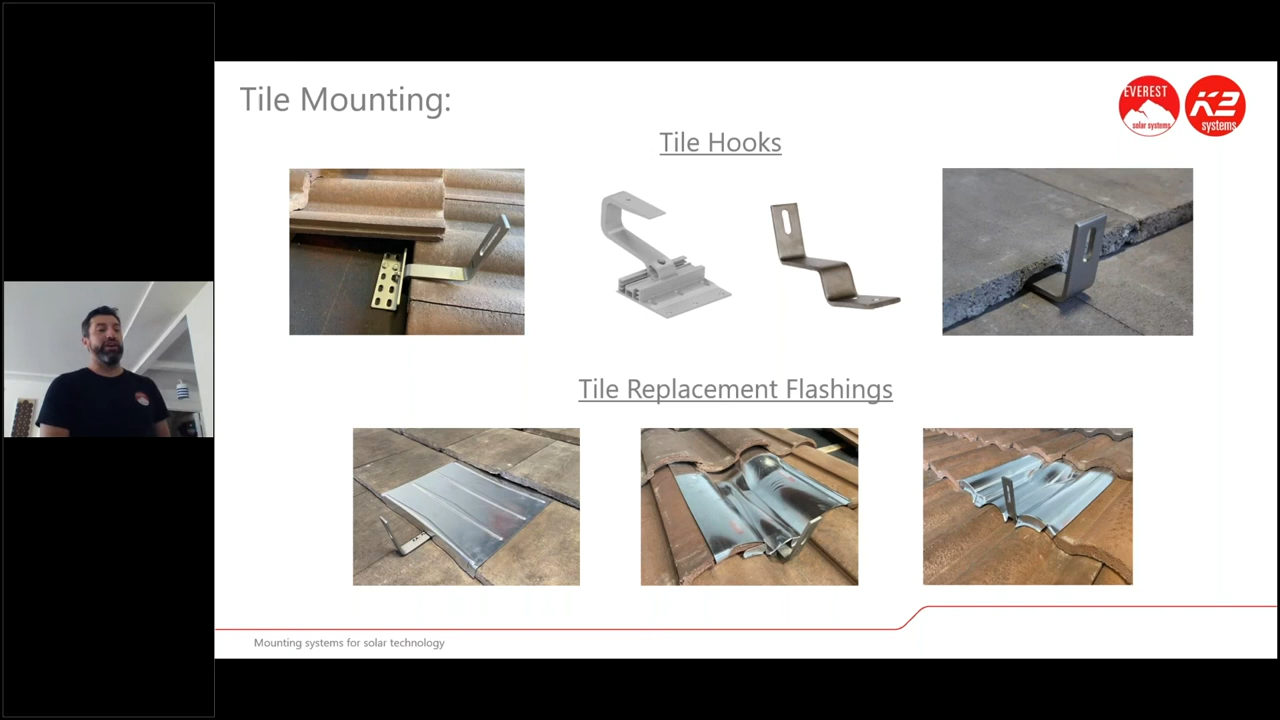 Tile Mounting:
EVEREST
solar systems
K2
systems
Tile Hooks
Tile Replacement Flashings
Mounting systems for solar technology